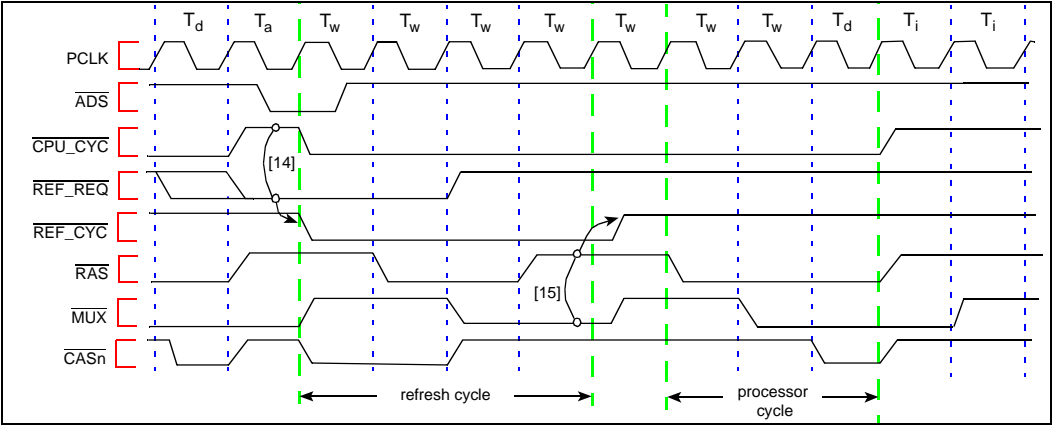 Td Ta Tw Tw Tw Tw Tw Tw Tw Td Ti Ti
PCLK
ADS
CPU_CYC
[14]
REF_REQ
REF_CYC
RAS
[15]
MUX
CASn
refresh cycle
processor
cycle